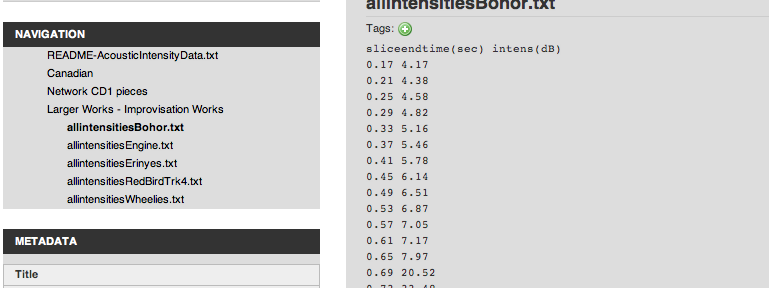 NAVIGATION
README-AcousticIntensityData.txt
Canadian
Network CD1 pieces
Larger Works - Improvisation Works
allintensitiesBohor.txt
allintensitiesEngine.txt
allintensitiesErinyes.txt
allintensitiesRedBirdTrk4.txt
allintensitiesWheelies.txt
METADATA
Title
allintensitiesBohor.txt
Tags:
sliceendtime(sec) intens(dB)
0.17 4.17
0.21 4.38
0.25 4.58
0.29 4.82
0.33 5.16
0.37 5.46
0.41 5.78
0.45 6.14
0.49 6.51
0.53 6.87
0.57 7.05
0.61 7.17
0.65 7.97
0.69 20.52